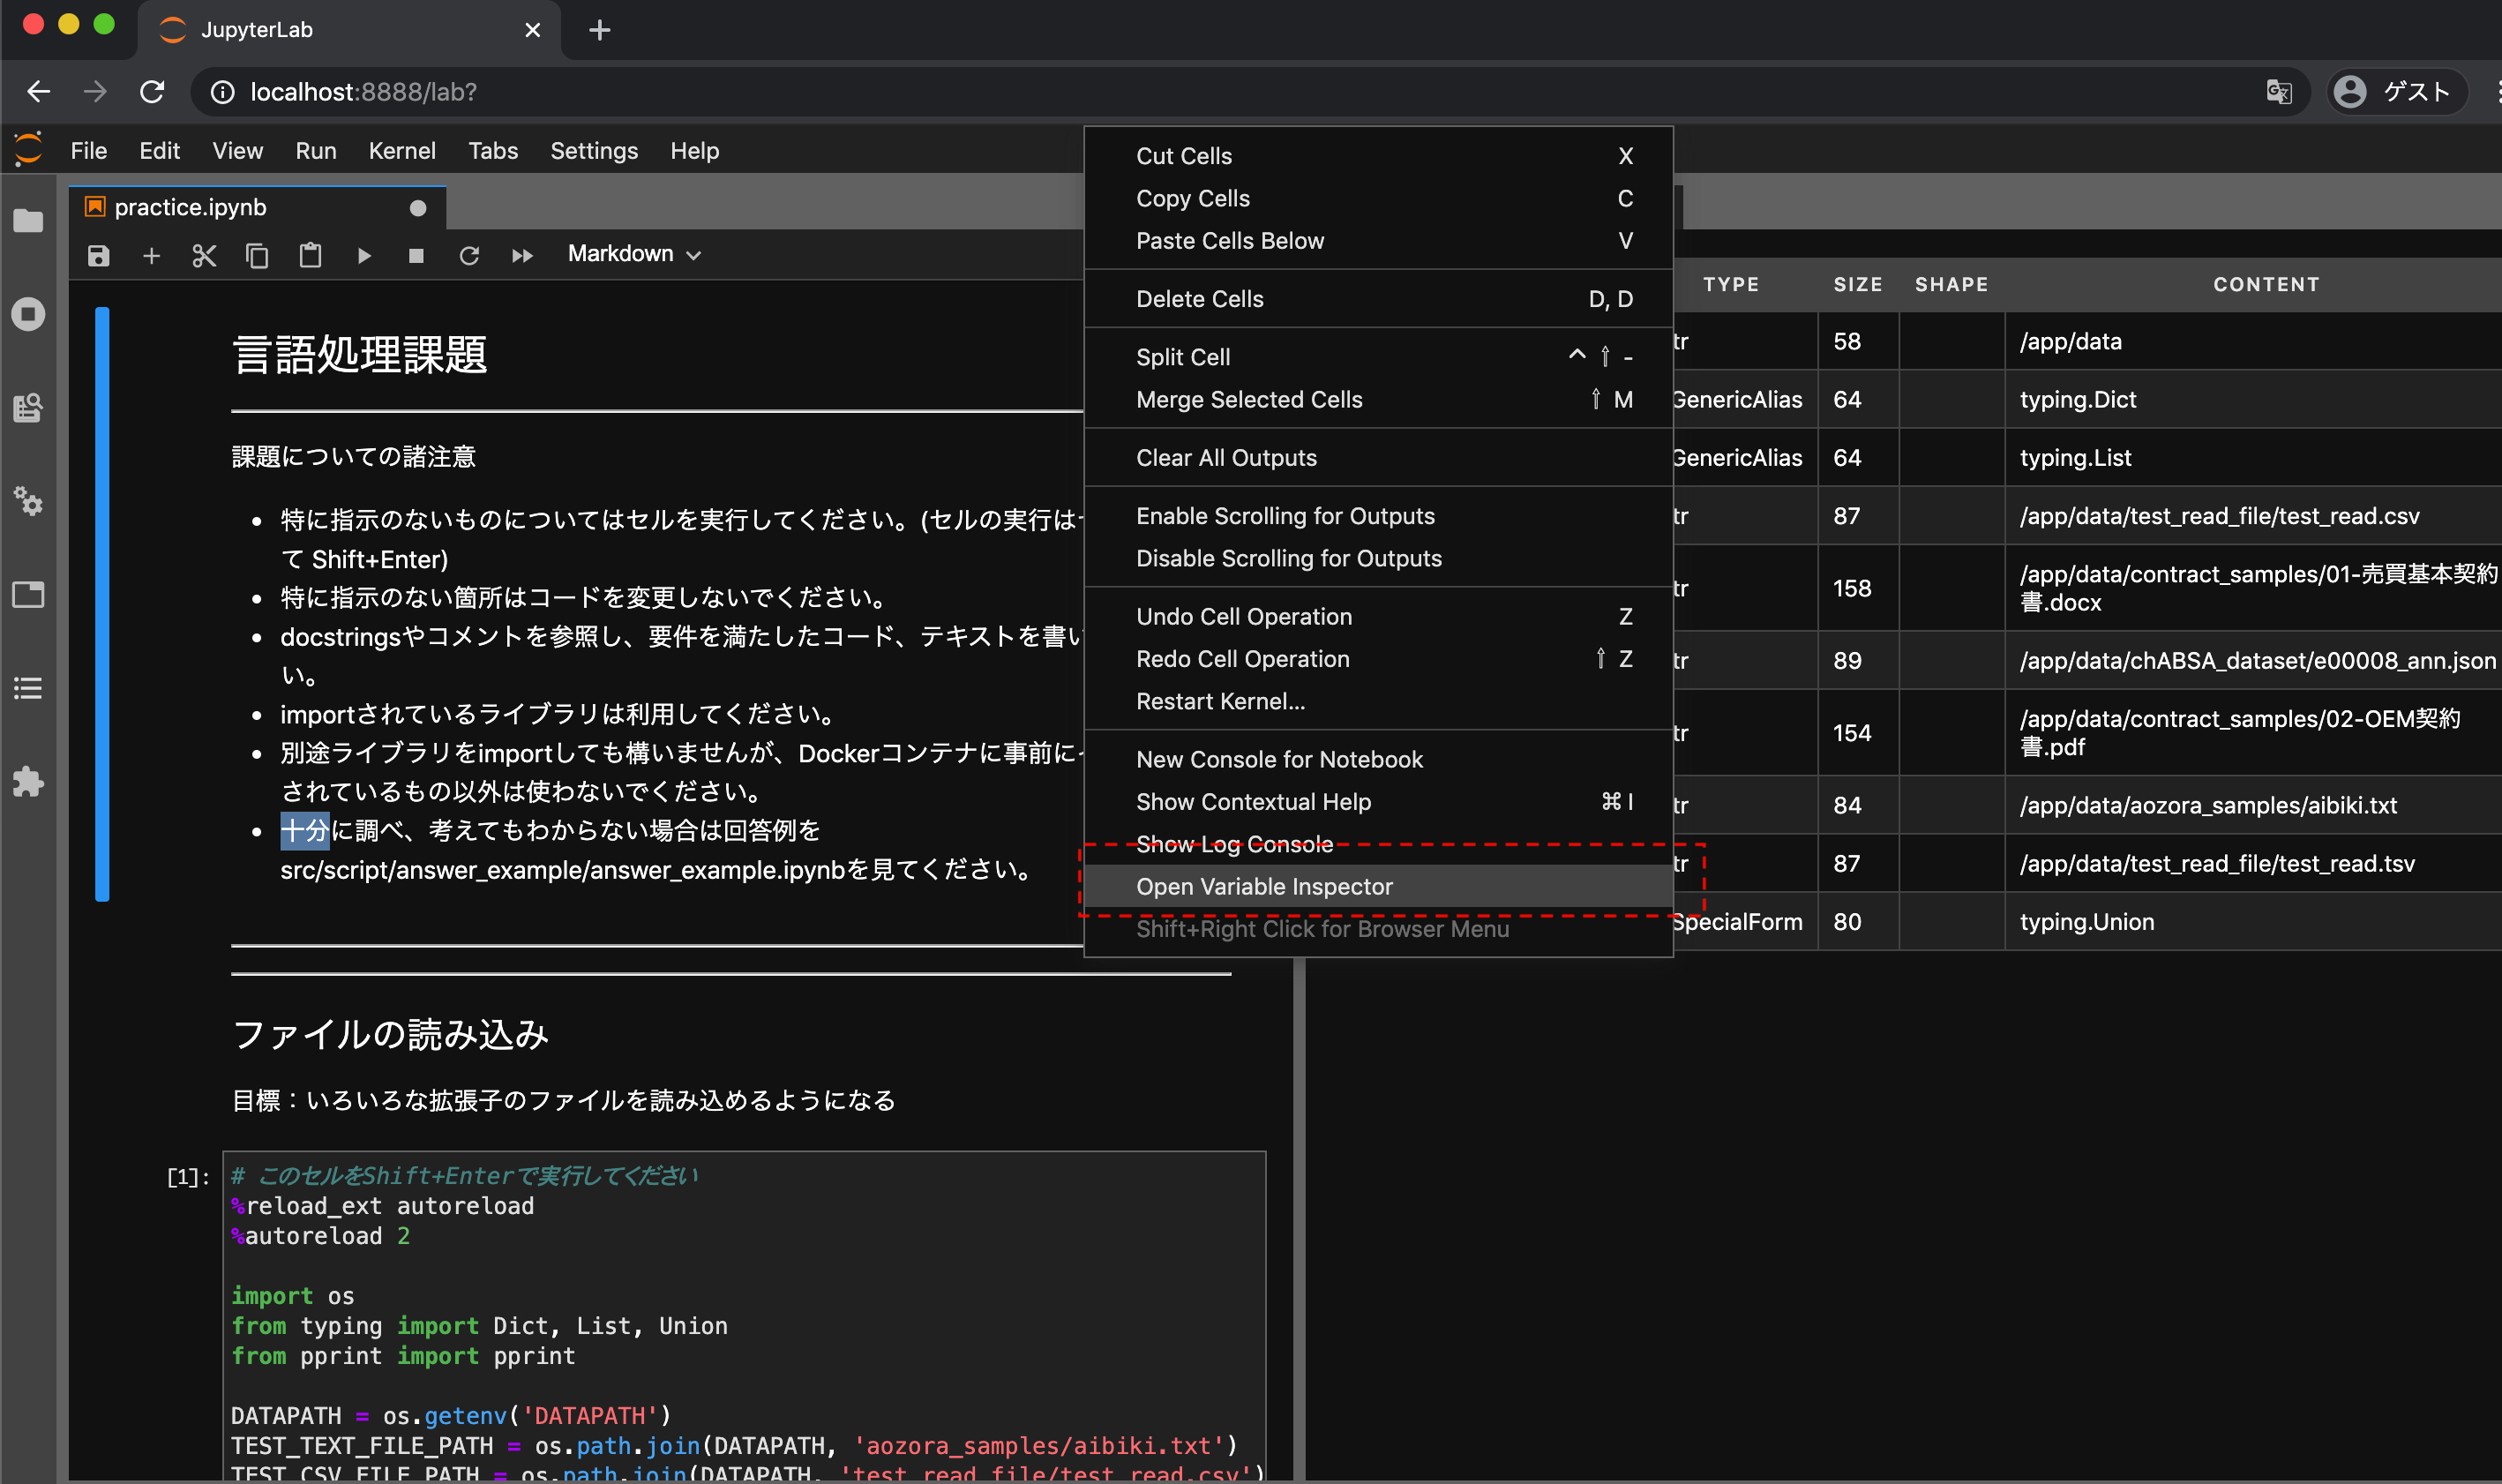 JupyterLab
localhost:8888/lab?
ゲスト
File Edit View Run Kernel Tabs Settings Help
practice.ipynb
Markdown
言語処理課題
課題についての諸注意
特に指示のないものについてはセルを実行してください。(セルの実行は
て Shift+Enter)
特に指示のない箇所はコードを変更しないでください。
docstringsやコメントを参照し、要件を満たしたコード、テキストを書い
い。
importされているライブラリは利用してください。
別途ライブラリをimportしても構いませんが、Dockerコンテナに事前に
されているもの以外は使わないでください。
十分に調べ、考えてもわからない場合は回答例を
src/script/answer_example/answer_example.ipynbを見てください。
ファイルの読み込み
目標：いろいろな拡張子のファイルを読み込めるようになる
[1]:
# このセルをShift+Enterで実行してください
%reload_ext autoreload
%autoreload 2
import os
from typing import Dict, List, Union
from pprint import pprint
DATAPATH = os.getenv('DATAPATH')
TEST_TEXT_FILE_PATH = os.path.join(DATAPATH, 'aozora_samples/aibiki.txt')
TEST_CSV_FILE_PATH = os.path.join(DATAPATH, 'test_read_file/test_read.csv')
Cut Cells X
Copy Cells C
Paste Cells Below V
Delete Cells D, D
Split Cell ^ ⇧ -
Merge Selected Cells ⇧ M
Clear All Outputs
Enable Scrolling for Outputs
Disable Scrolling for Outputs
Undo Cell Operation Z
Redo Cell Operation ⇧ Z
Restart Kernel…
New Console for Notebook
Show Contextual Help ⌘ I
Show Log Console
Open Variable Inspector
Shift+Right Click for Browser Menu
TYPE SIZE SHAPE CONTENT
tr 58 /app/data
GenericAlias 64 typing.Dict
GenericAlias 64 typing.List
tr 87 /app/data/test_read_file/test_read.csv
tr 158 /app/data/contract_samples/01-売買基本契約
書.docx
tr 89 /app/data/chABSA_dataset/e00008_ann.json
tr 154 /app/data/contract_samples/02-OEM契約
書.pdf
tr 84 /app/data/aozora_samples/aibiki.txt
tr 87 /app/data/test_read_file/test_read.tsv
SpecialForm 80 typing.Union